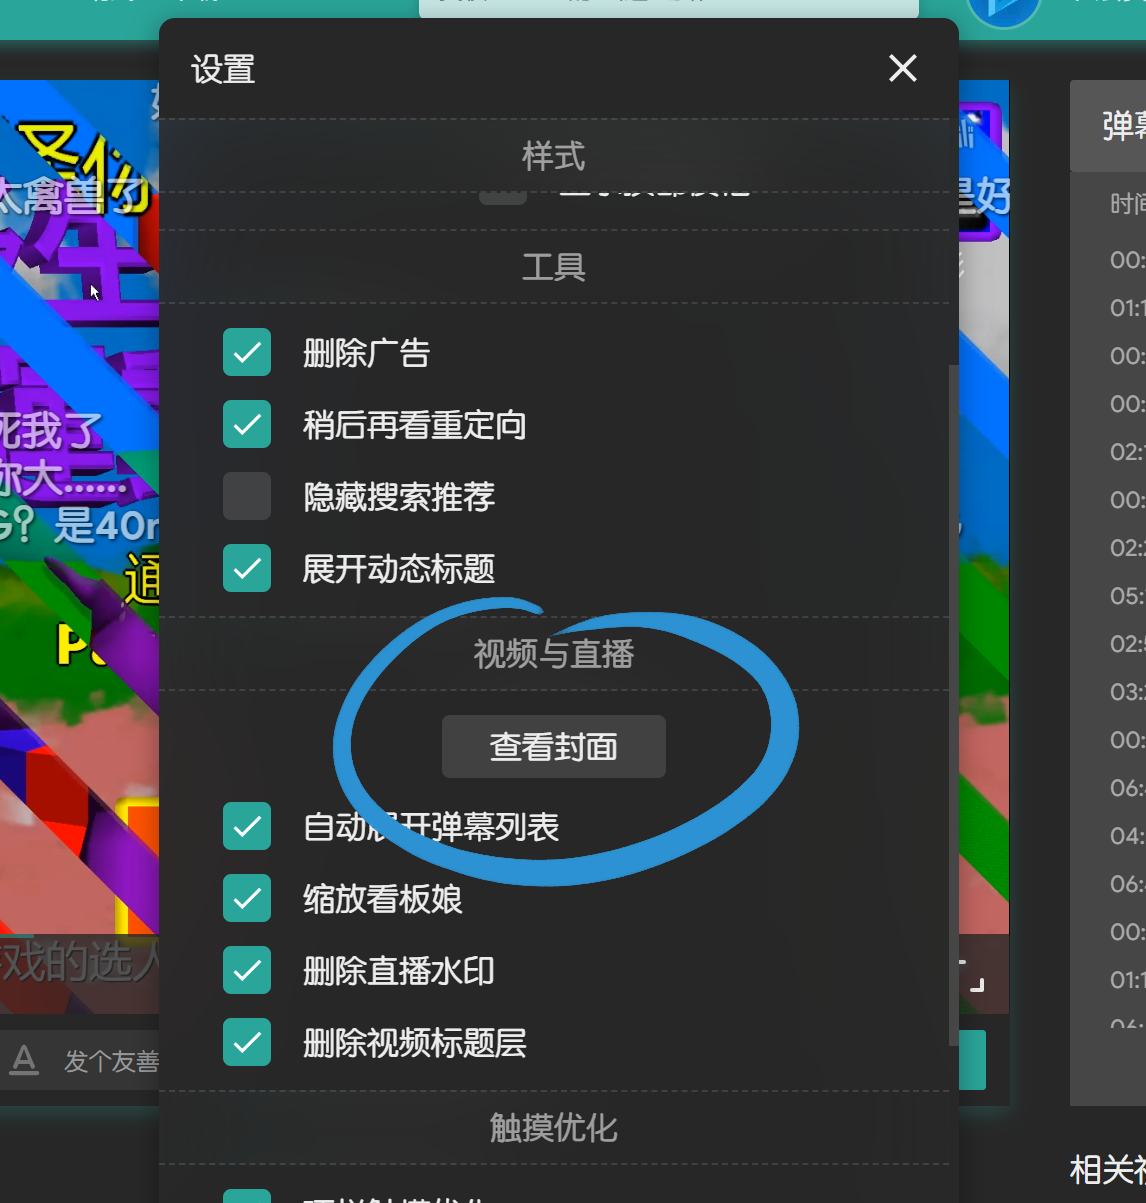 设置
样式
工具
删除广告
稍后再看重定向
隐藏搜索推荐
展开动态标题
视频与直播
查看封面
自动展开弹幕列表
缩放看板娘
删除直播水印
删除视频标题层
触摸优化
太禽兽了
是好
死我了
你大……
是40
通
戏的选人
发个友善
弹幕
时间
00:
01:1
00:
00:
02:
00:
02:2
05:
02:5
03:2
00:
06:
04:
06:
00:
01:1
06:
相关视